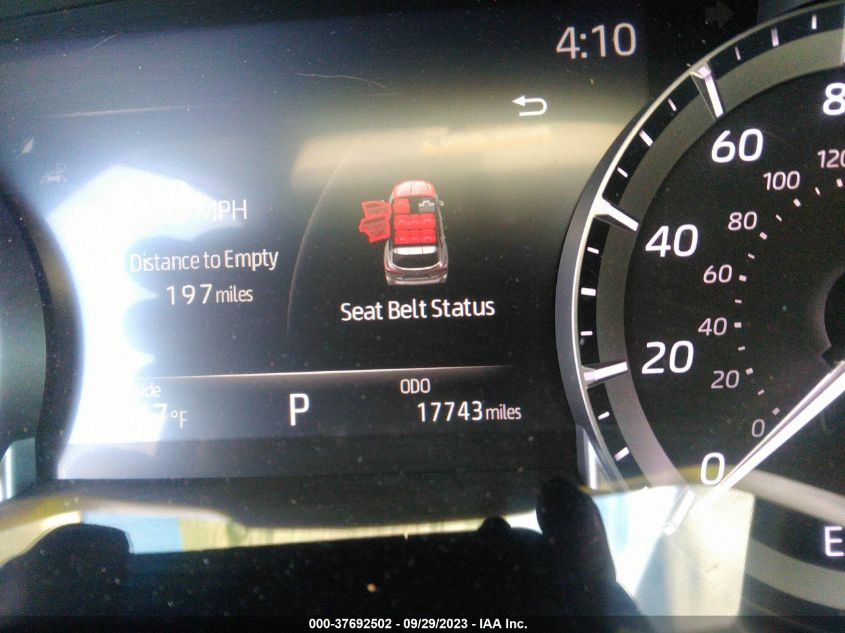 4:10
MPH
Distance to Empty
197 miles
Seat Belt Status
°F
P
ODO
17743 miles
0
20
40
60
8
0
20
40
60
80
100
120
E
000-37692502 - 09/29/2023 - IAA Inc.